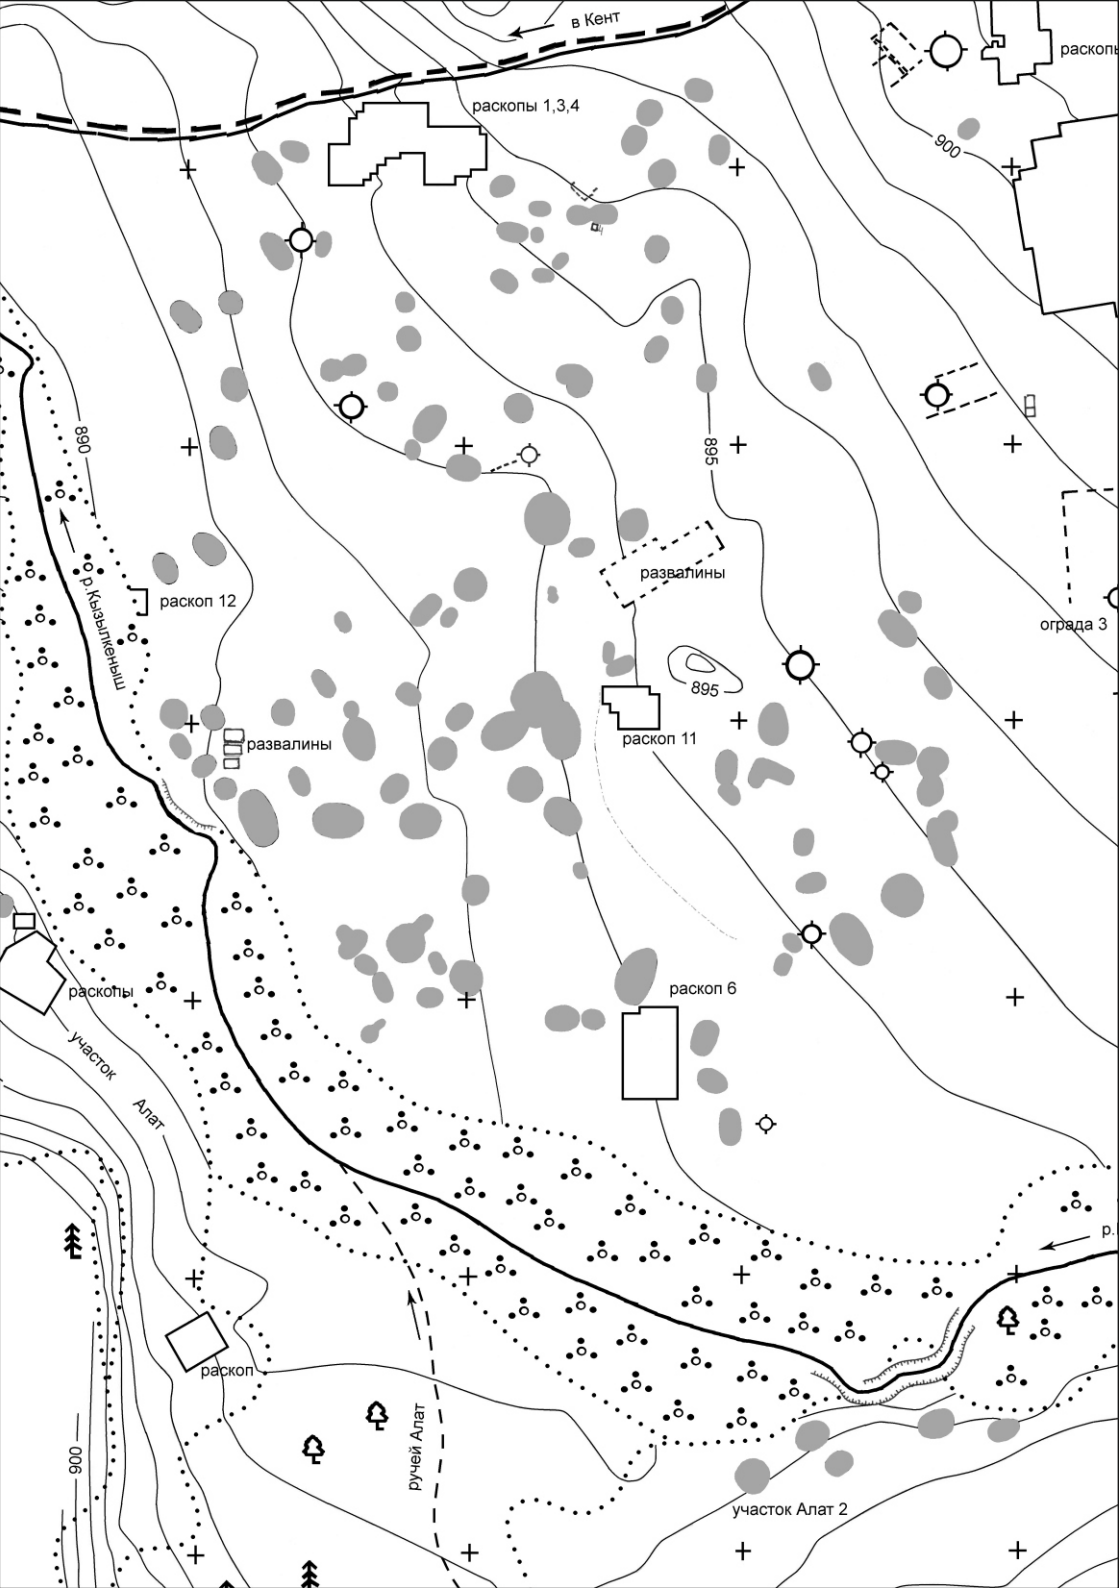 в Кент
раскопы
раскопы 1,3,4
900
890
895
развалины
раскоп 12
р.Кызылкеныш
ограда 3
895
раскоп 11
развалины
раскопы
раскоп 6
участок
Алат
р.
раскоп
ручей Алат
900
участок Алат 2